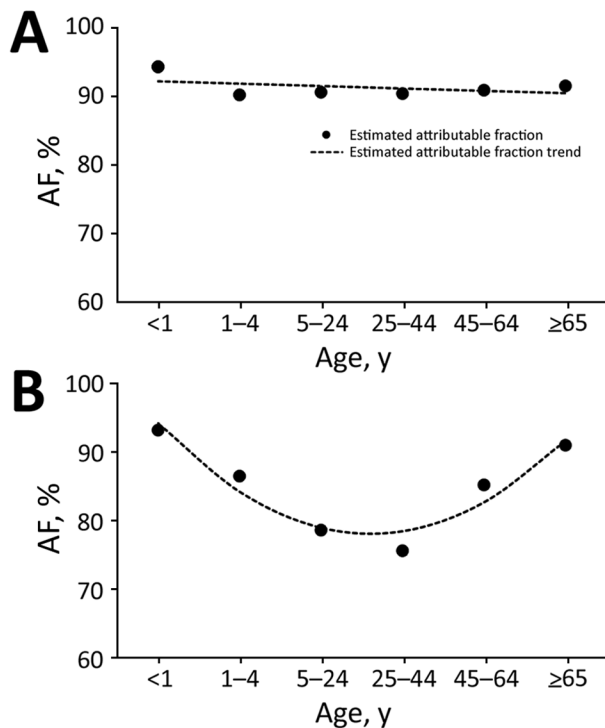 A
100
90
80
70
60
AF, %
Estimated attributable fraction
Estimated attributable fraction trend
<1 1–4 5–24 25–44 45–64 ≥65
Age, y
B
100
90
80
70
60
AF, %
<1 1–4 5–24 25–44 45–64 ≥65
Age, y